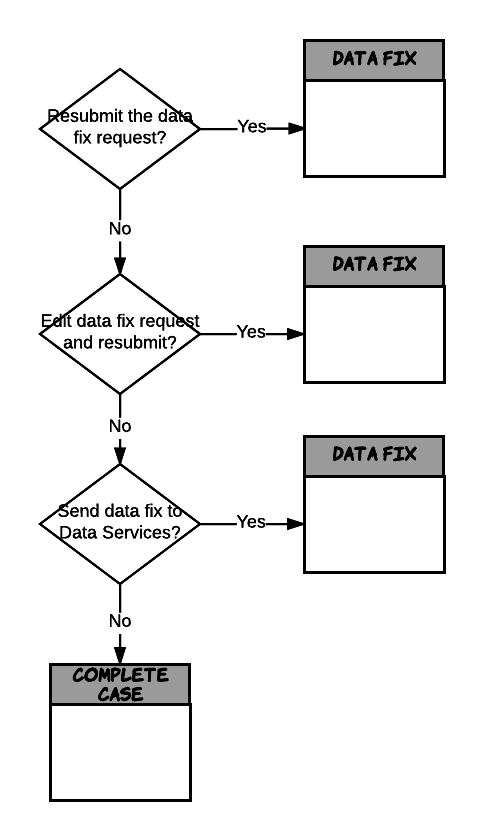 DATA FIX
Resubmit the data
fix request?
Yes
No
DATA FIX
Edit data fix request
and resubmit?
Yes
No
DATA FIX
Send data fix to
Data Services?
Yes
No
COMPLETE
CASE